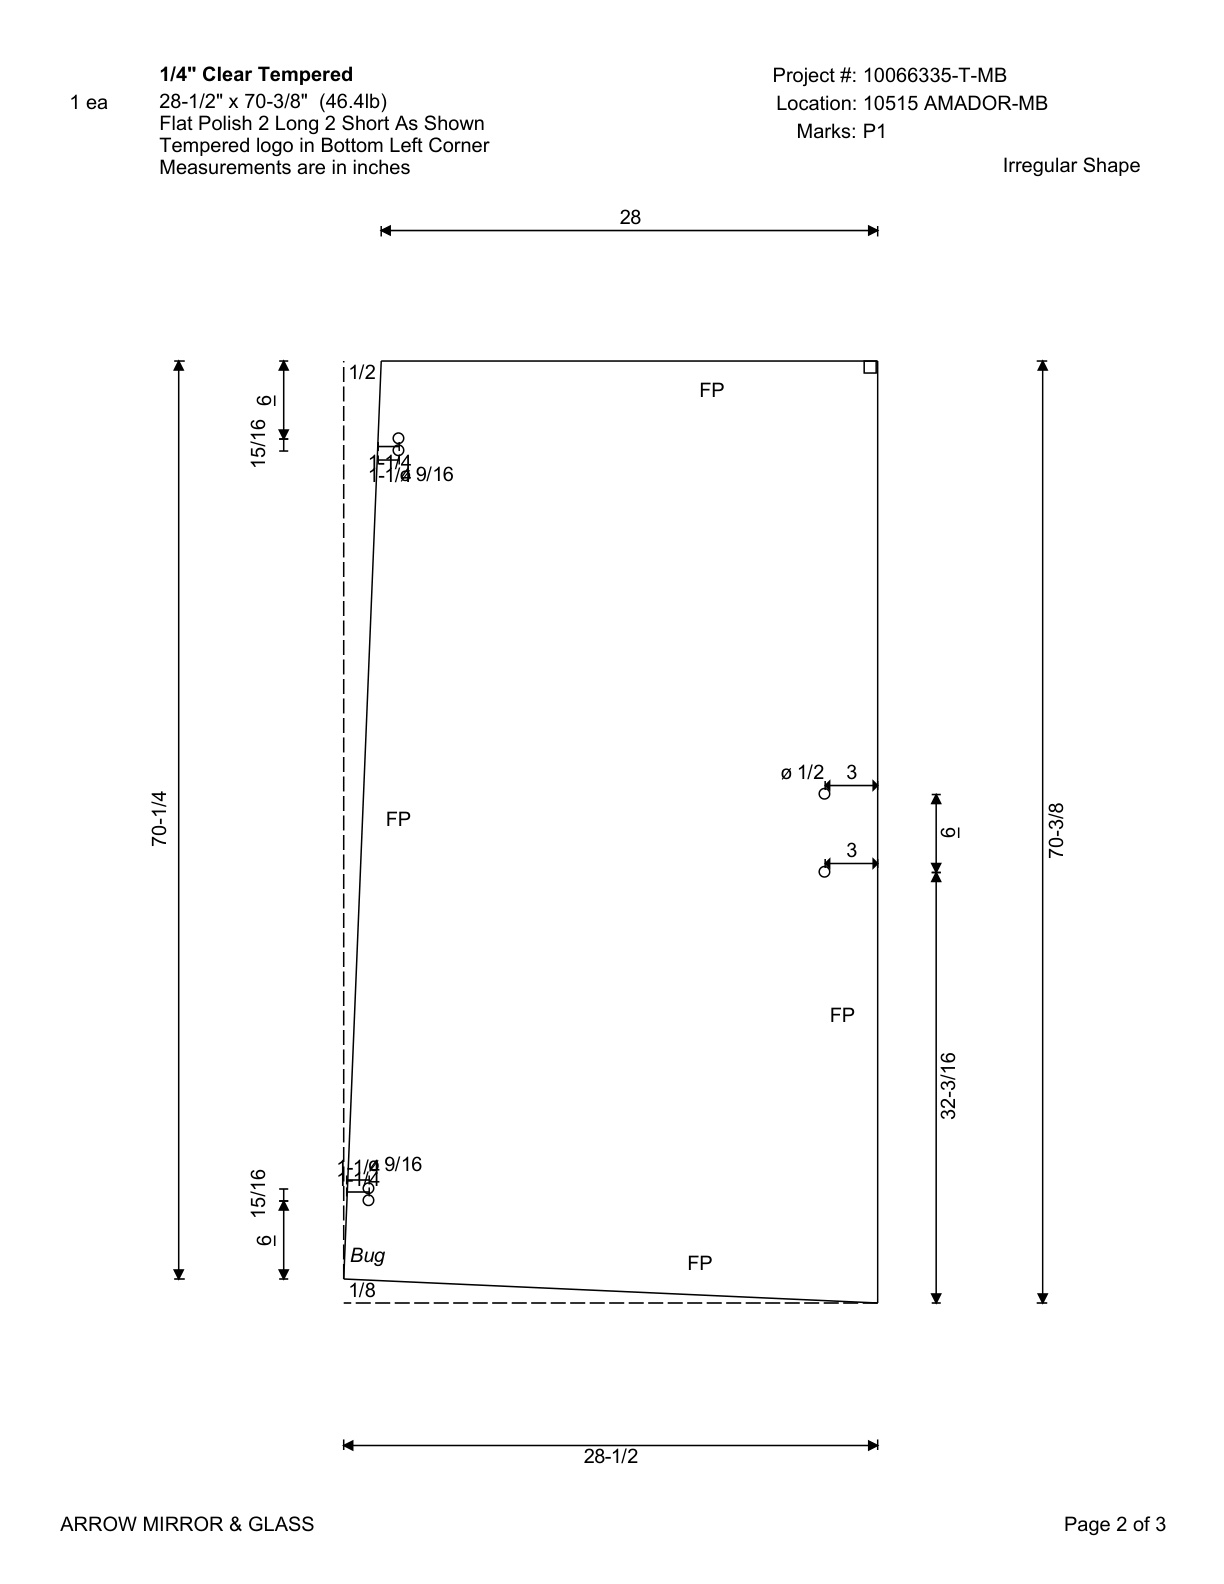 1/4" Clear Tempered
1 ea
28-1/2" x 70-3/8" (46.4lb)
Flat Polish 2 Long 2 Short As Shown
Tempered logo in Bottom Left Corner
Measurements are in inches
Project #: 10066335-T-MB
Location: 10515 AMADOR-MB
Marks: P1
Irregular Shape
28
1/2
FP
6
15/16
1-1/4
1-1/4
ø 9/16
ø 1/2
3
70-1/4
FP
6
70-3/8
3
FP
32-3/16
1-1/4
ø 9/16
1-1/4
15/16
6
Bug
FP
1/8
28-1/2
ARROW MIRROR & GLASS
Page 2 of 3